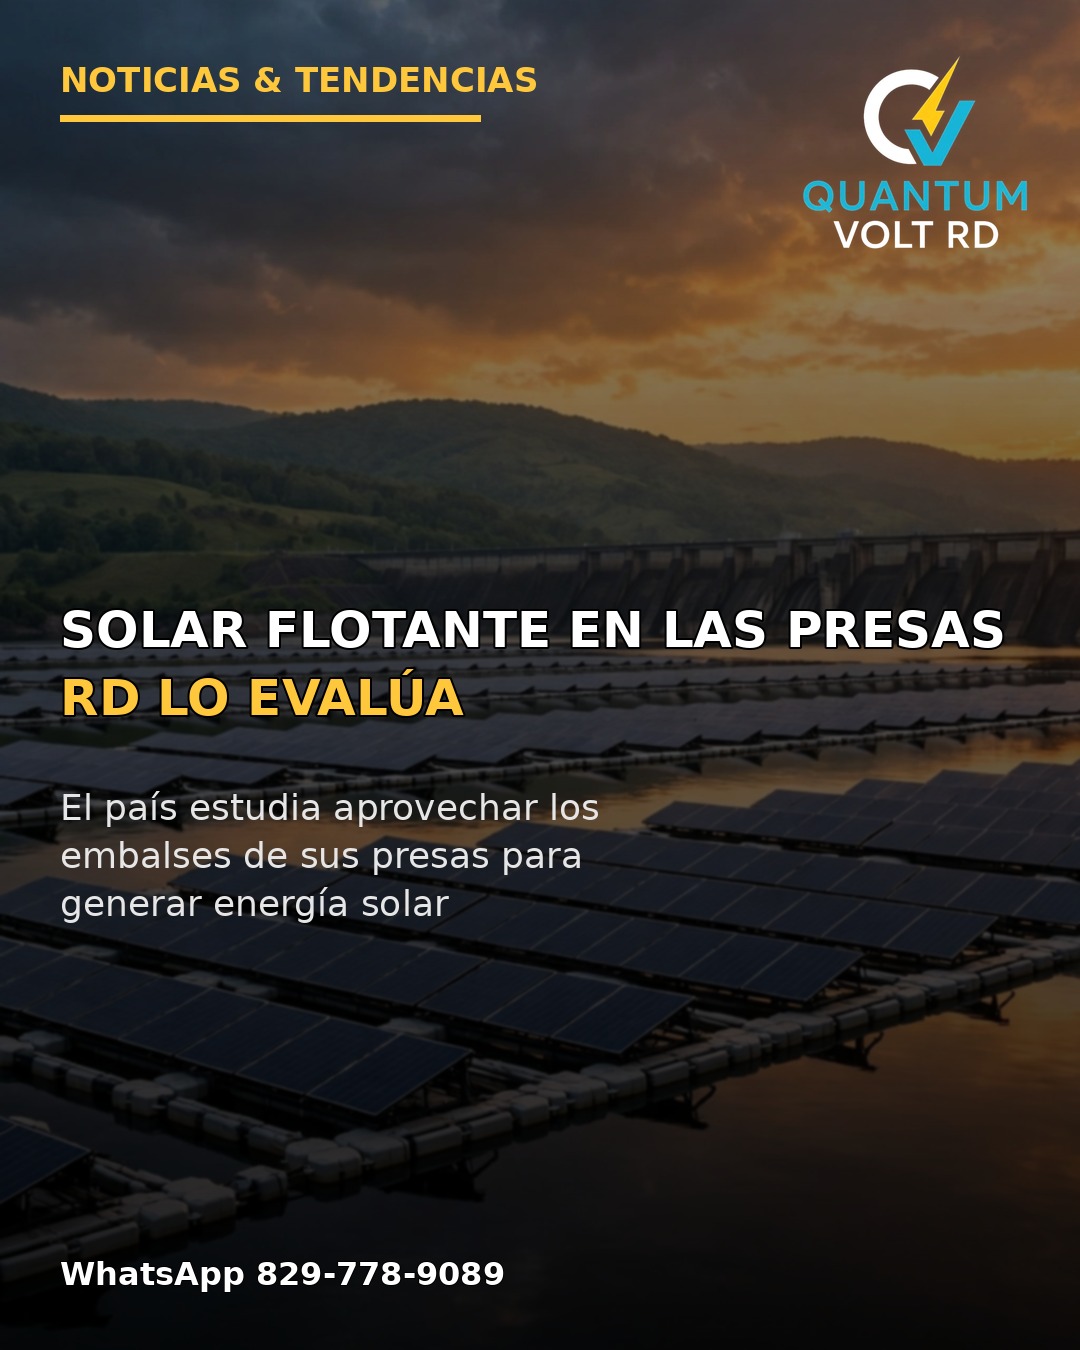 NOTICIAS & TENDENCIAS
QUANTUM
VOLT RD
SOLAR FLOTANTE EN LAS PRESAS
RD LO EVALÚA
El país estudia aprovechar los
embalses de sus presas para
generar energía solar
WhatsApp 829-778-9089